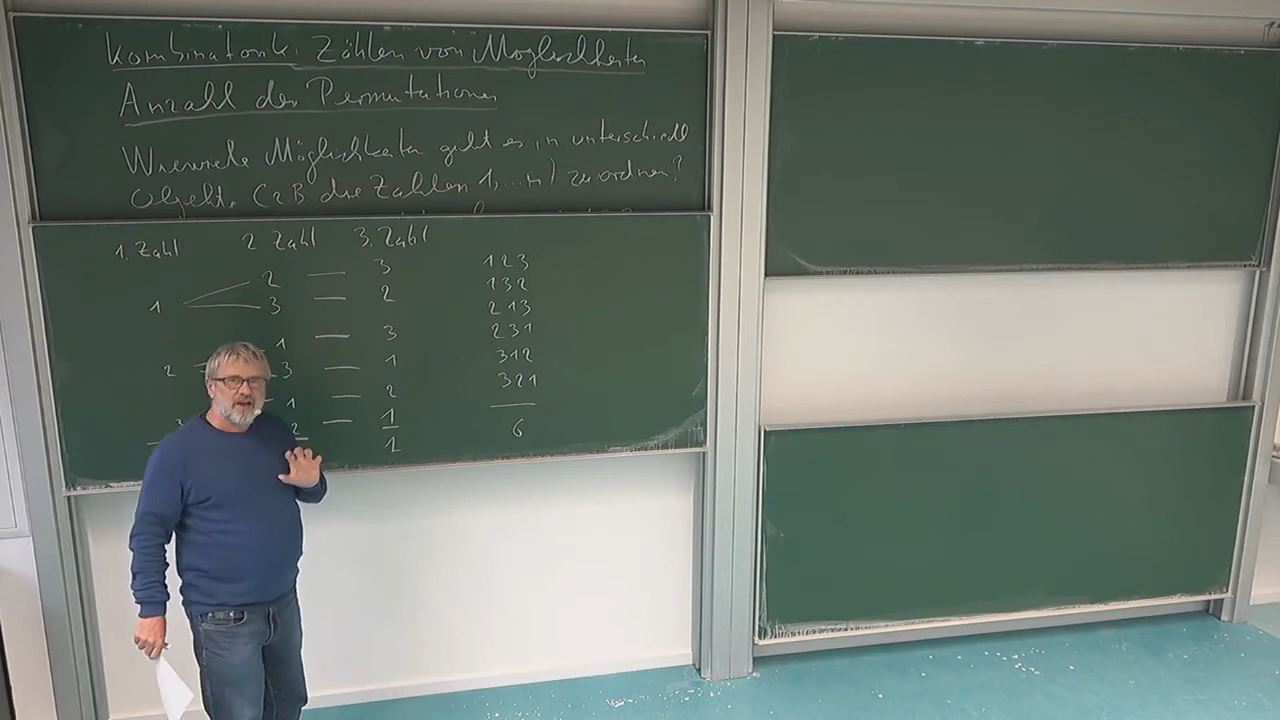 Kombinatorik: Zählen von Möglichkeiten
Anzahl der Permutationen
Wieviele Möglichkeiten gibt es, n unterschiedl
Objekte (zB die Zahlen 1, ... n) zu ordnen?
1. Zahl 2 Zahl 3. Zahl
2 — 3 123
1 3 — 2 132
213
1 — 3 231
2 3 — 1 312
1 — 2 321
3 2 — 1
1 6